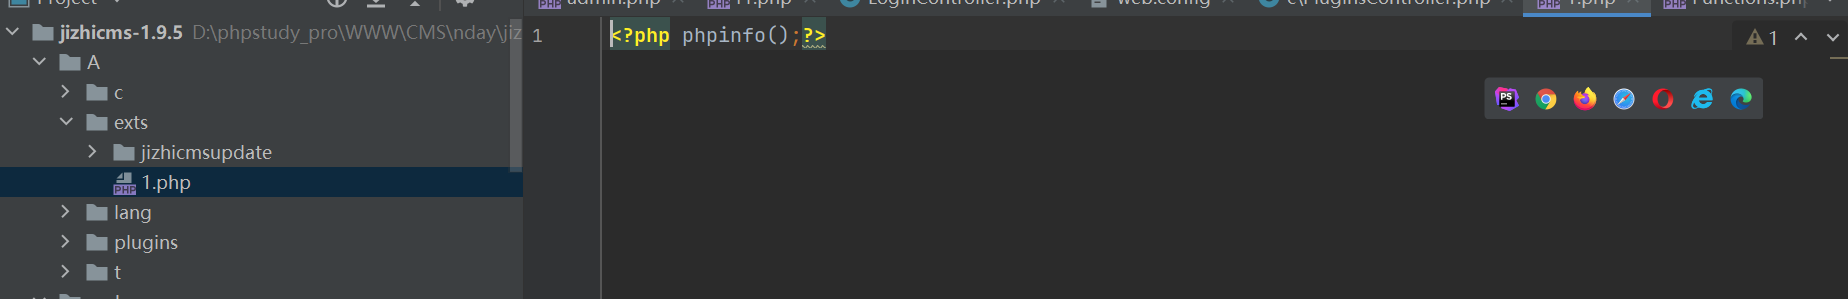 Project
admin.php
LoginController.php
web.config
c\PluginsController.php
1.php
Functions.php
jizhicms-1.9.5 D:\phpstudy_pro\WWW\CMS\nday\jiz
1 <?php phpinfo();?>
1
A
c
exts
jizhicmsupdate
PHP 1.php
lang
plugins
t
PS